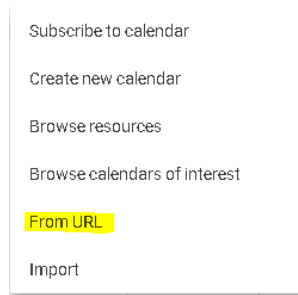 Subscribe to calendar
Create new calendar
Browse resources
Browse calendars of interest
From URL
Import